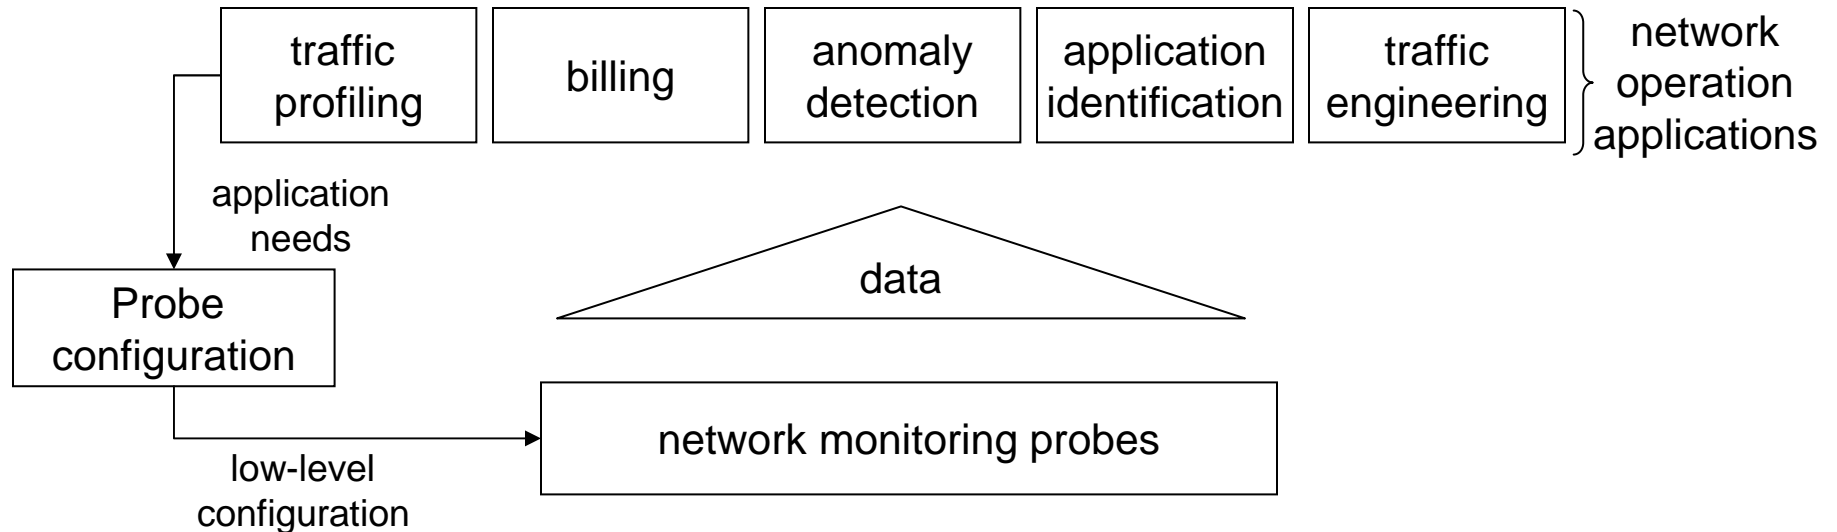 traffic
profiling
billing
anomaly
detection
application
identification
traffic
engineering
network
operation
applications
application
needs
Probe
configuration
data
network monitoring probes
low-level
configuration